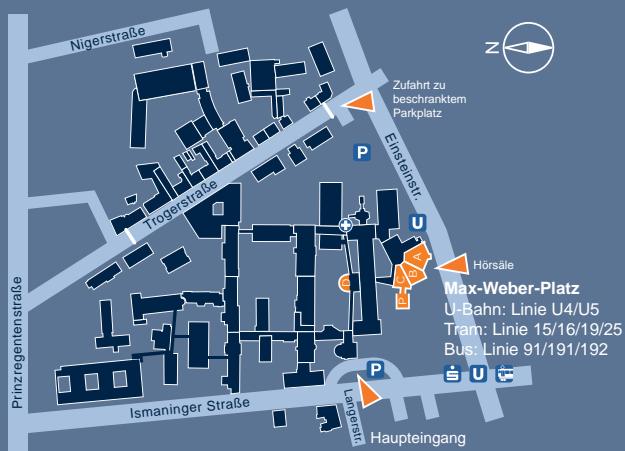 Nigerstraße
N
Zufahrt zu
beschranktem
Parkplatz
P
Einsteinstr.
Trogerstraße
U
Hörsäle
A
B
C
P
D
Max-Weber-Platz
U-Bahn: Linie U4/U5
Tram: Linie 15/16/19/25
Bus: Linie 91/191/192
Prinzregentenstraße
P
S U
Ismaninger Straße
Langerstr.
Haupteingang